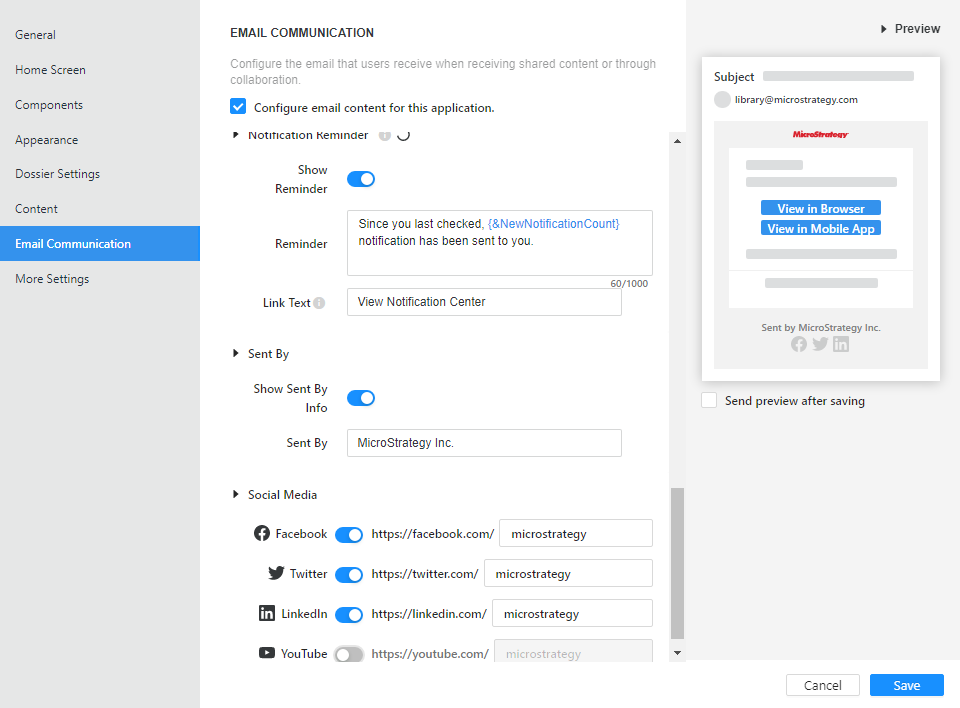 General
Home Screen
Components
Appearance
Dossier Settings
Content
Email Communication
More Settings
EMAIL COMMUNICATION
Configure the email that users receive when receiving shared content or through
collaboration.
Configure email content for this application.
Notification Reminder
Show
Reminder
Reminder
Since you last checked, {&NewNotificationCount}
notification has been sent to you.
60/1000
Link Text
View Notification Center
Sent By
Show Sent By
Info
Sent By
MicroStrategy Inc.
Social Media
Facebook https://facebook.com/ microstrategy
Twitter https://twitter.com/ microstrategy
LinkedIn https://linkedin.com/ microstrategy
YouTube https://youtube.com/ microstrategy
Preview
Subject
library@microstrategy.com
MicroStrategy
View in Browser
View in Mobile App
Sent by MicroStrategy Inc.
Send preview after saving
Cancel
Save